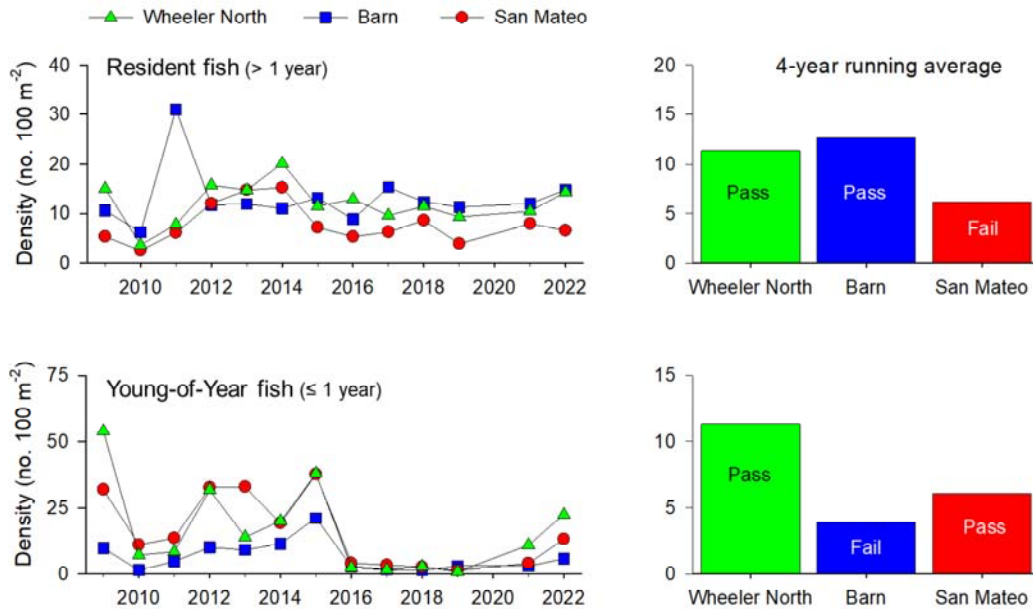 Wheeler North Barn San Mateo
Resident fish (> 1 year)
Density (no. 100 m⁻²)
40
30
20
10
0
2010 2012 2014 2016 2018 2020 2022
4-year running average
20
15
10
5
0
Pass Pass Fail
Wheeler North Barn San Mateo
Young-of-Year fish (≤ 1 year)
Density (no. 100 m⁻²)
75
50
25
0
2010 2012 2014 2016 2018 2020 2022
15
10
5
0
Pass Fail Pass
Wheeler North Barn San Mateo